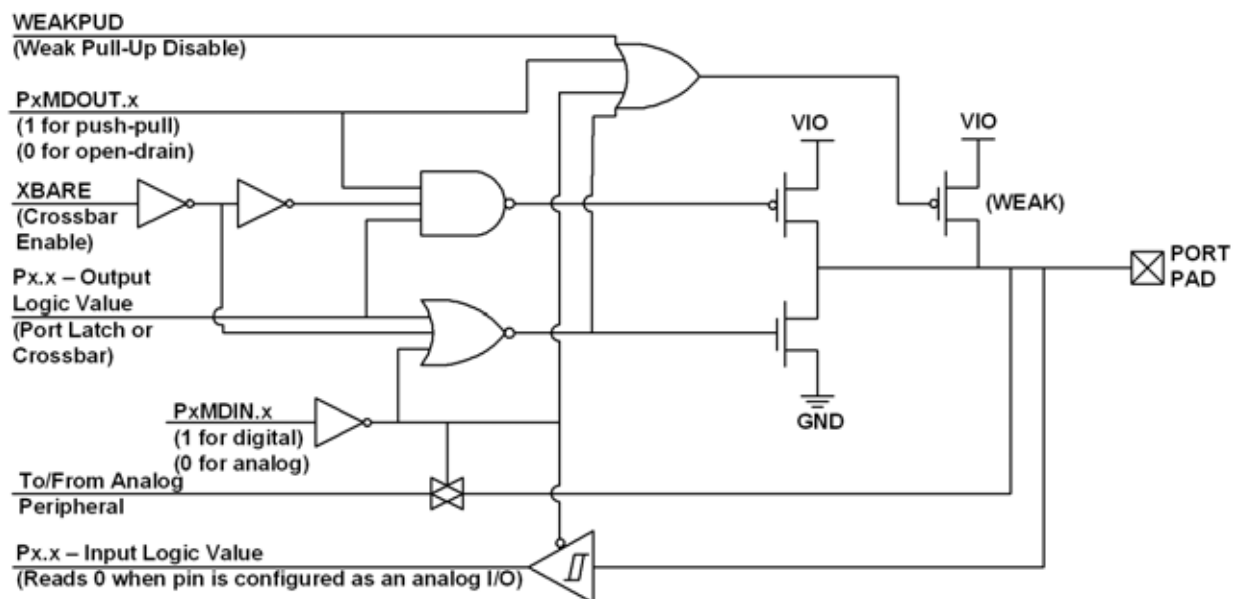 WEAKPUD
(Weak Pull-Up Disable)
PxMDOUT.x
(1 for push-pull)
(0 for open-drain)
XBARE
(Crossbar
Enable)
Px.x – Output
Logic Value
(Port Latch or
Crossbar)
PxMDIN.x
(1 for digital)
(0 for analog)
To/From Analog
Peripheral
Px.x – Input Logic Value
(Reads 0 when pin is configured as an analog I/O)
VIO
VIO
(WEAK)
PORT
PAD
GND